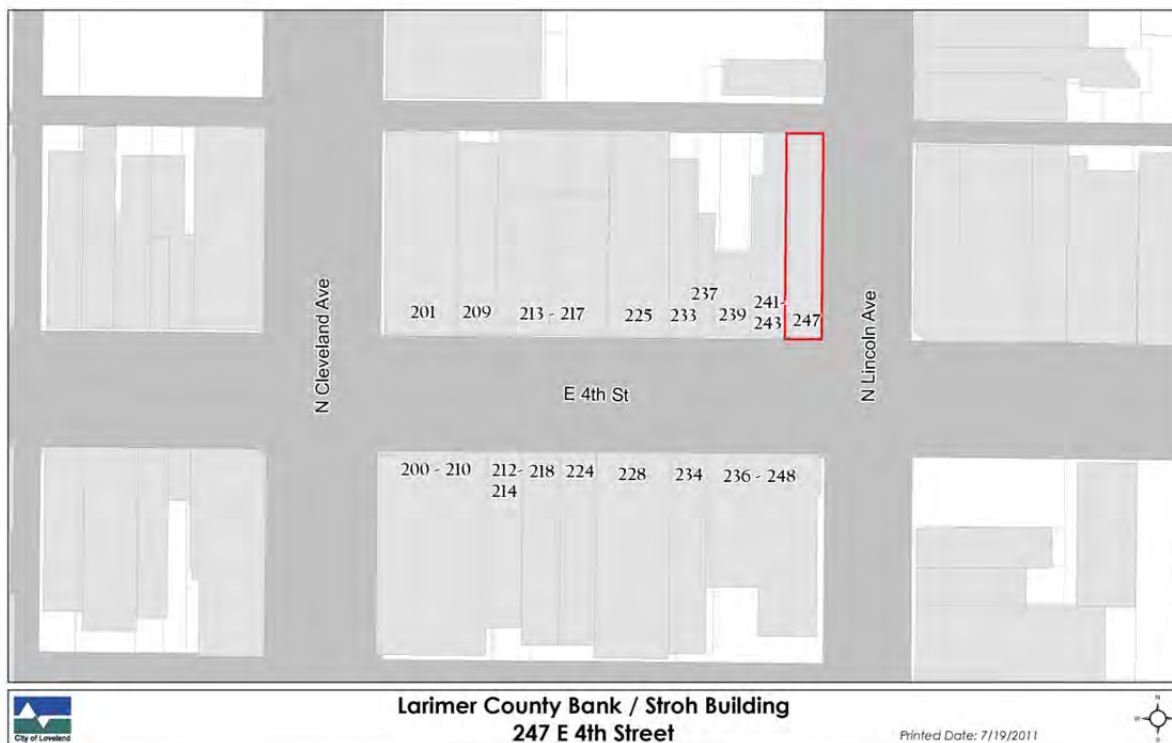 N Cleveland Ave
N Lincoln Ave
201
209
213 - 217
225
233
237
239
241-
243
247
E 4th St
200 - 210
212-
214
218
224
228
234
236 - 248
City of Loveland
Larimer County Bank / Stroh Building
247 E 4th Street
Printed Date: 7/19/2011
N
W
E
S